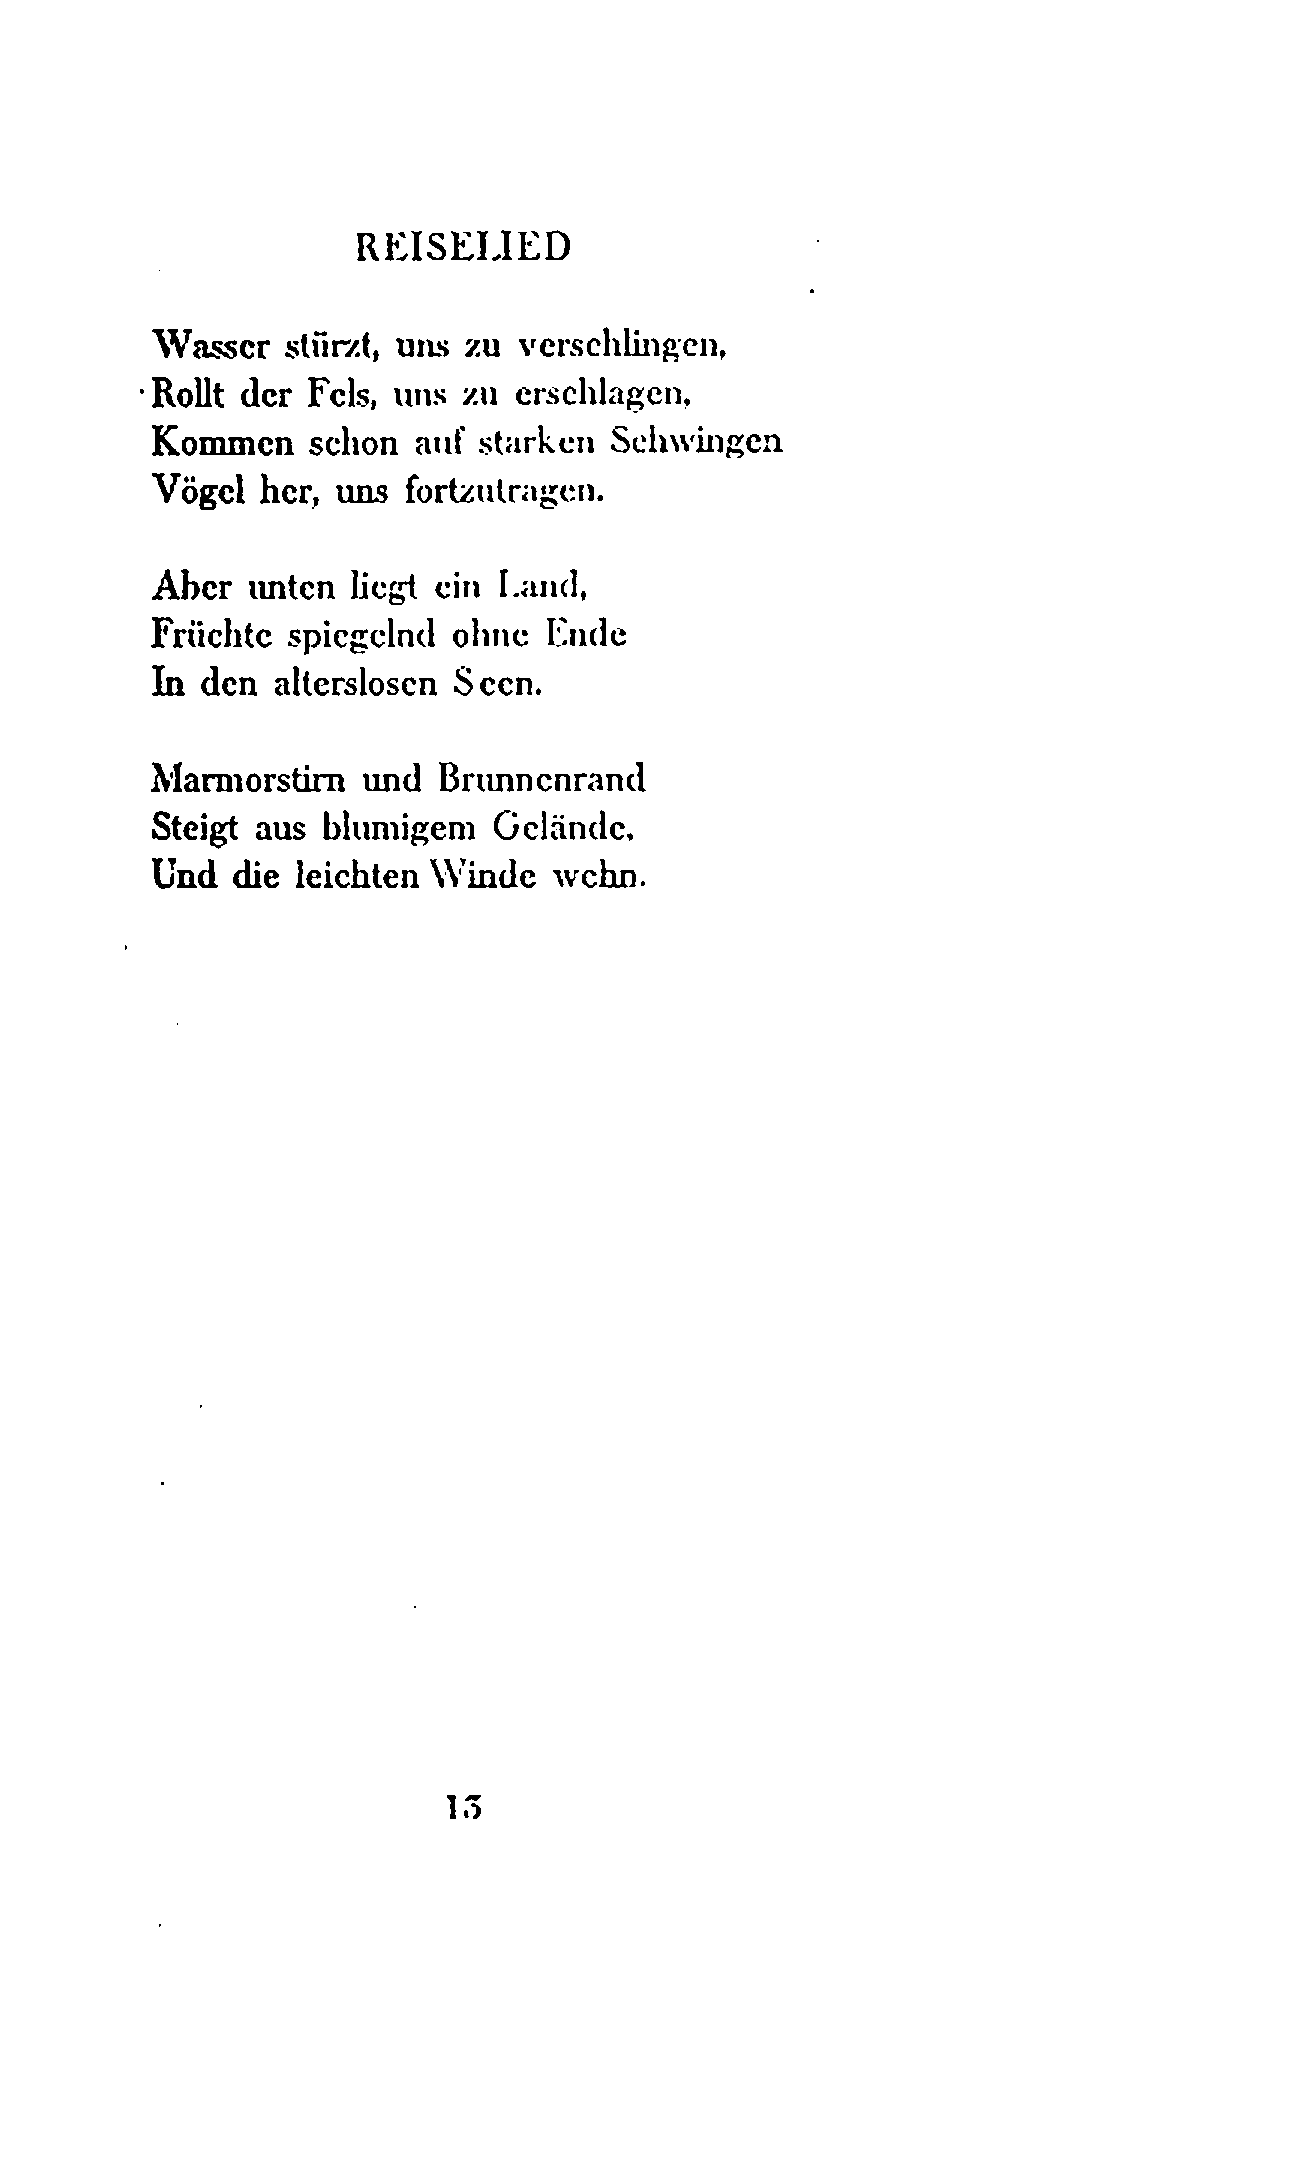 REISELIED
Wasser stürzt, uns zu verschlingen,
Rollt der Fels, uns zu erschlagen,
Kommen schon auf starken Schwingen
Vögel her, uns fortzutragen.
Aber unten liegt ein Land,
Früchte spiegelnd ohne Ende
In den alterslosen Seen.
Marmorstirn und Brunnenrand
Steigt aus blumigem Gelände,
Und die leichten Winde wehn.
13